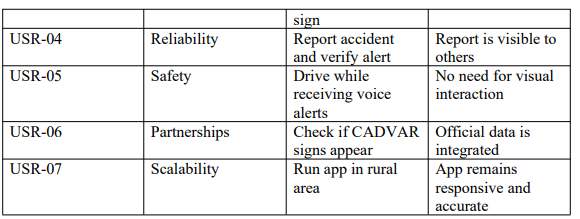 sign
USR-04 Reliability Report accident Report is visible to
and verify alert others
USR-05 Safety Drive while No need for visual
receiving voice interaction
alerts
USR-06 Partnerships Check if CADVAR Official data is
signs appear integrated
USR-07 Scalability Run app in rural App remains
area responsive and
accurate